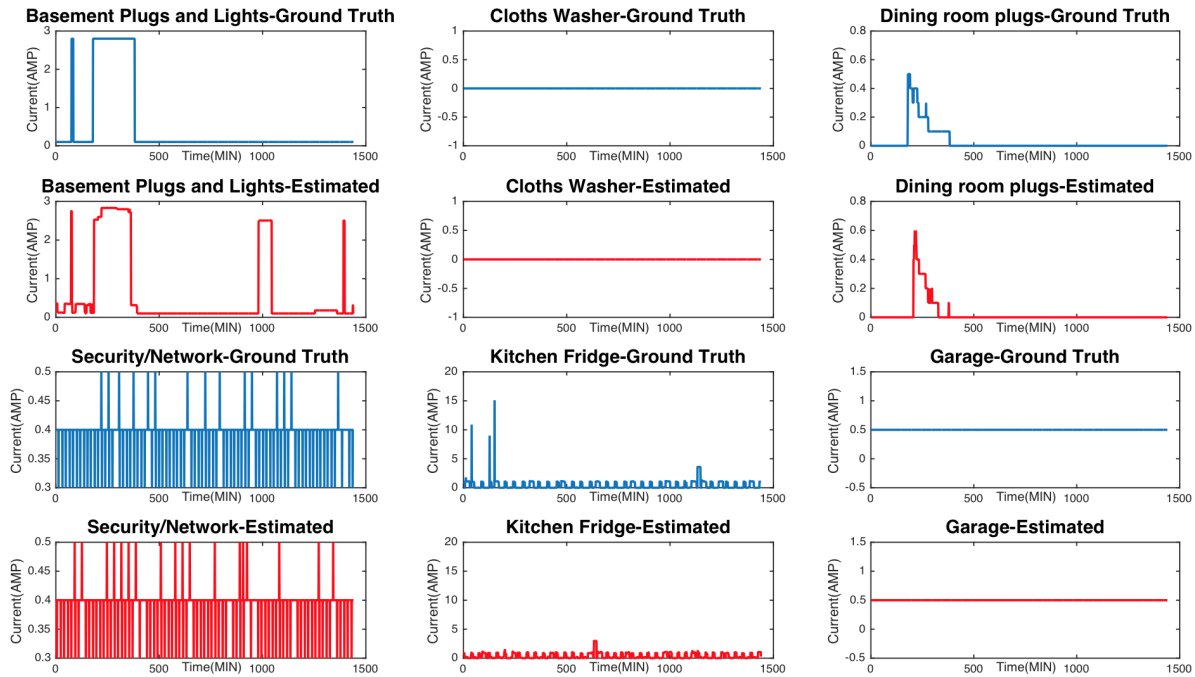 Basement Plugs and Lights-Ground Truth
Current(AMP)
3
2
1
0
0 500 1000 1500
Time(MIN)
Cloths Washer-Ground Truth
Current(AMP)
1
0.5
0
-0.5
-1
0 500 1000 1500
Time(MIN)
Dining room plugs-Ground Truth
Current(AMP)
0.8
0.6
0.4
0.2
0
0 500 1000 1500
Time(MIN)
Basement Plugs and Lights-Estimated
Current(AMP)
3
2
1
0
0 500 1000 1500
Time(MIN)
Cloths Washer-Estimated
Current(AMP)
1
0.5
0
-0.5
-1
0 500 1000 1500
Time(MIN)
Dining room plugs-Estimated
Current(AMP)
0.8
0.6
0.4
0.2
0
0 500 1000 1500
Time(MIN)
Security/Network-Ground Truth
Current(AMP)
0.5
0.45
0.4
0.35
0.3
0 500 1000 1500
Time(MIN)
Kitchen Fridge-Ground Truth
Current(AMP)
20
15
10
5
0
0 500 1000 1500
Time(MIN)
Garage-Ground Truth
Current(AMP)
1.5
1
0.5
0
-0.5
0 500 1000 1500
Time(MIN)
Security/Network-Estimated
Current(AMP)
0.5
0.45
0.4
0.35
0.3
0 500 1000 1500
Time(MIN)
Kitchen Fridge-Estimated
Current(AMP)
20
15
10
5
0
0 500 1000 1500
Time(MIN)
Garage-Estimated
Current(AMP)
1.5
1
0.5
0
-0.5
0 500 1000 1500
Time(MIN)